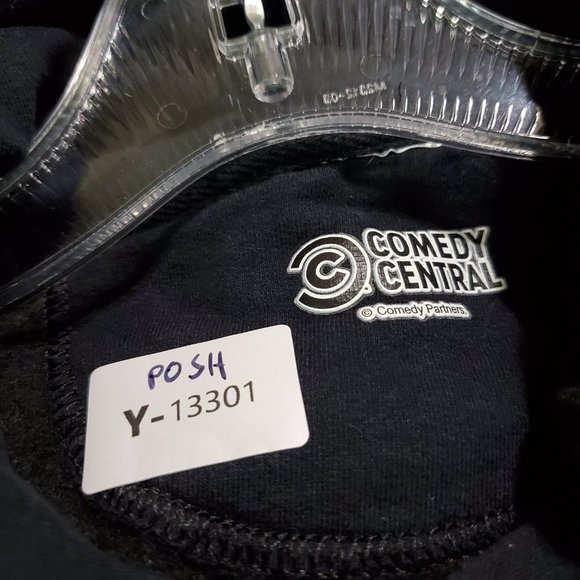 COMEDY
CENTRAL
© Comedy Partners.
POSH
Y-13301